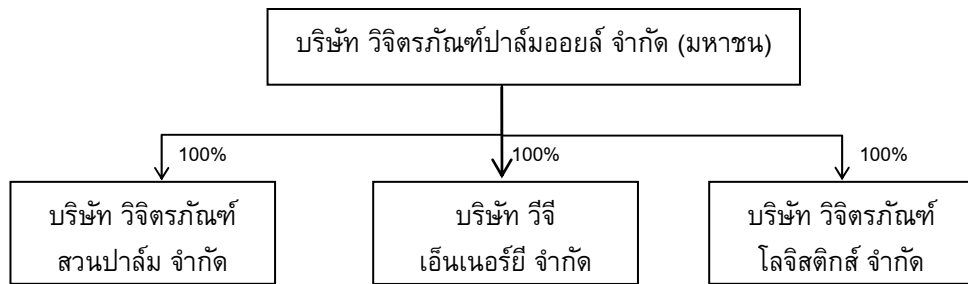 บริษัท วิจิตรภัณฑ์ปาล์มออยล์ จำกัด (มหาชน)
100%
100%
100%
บริษัท วิจิตรภัณฑ์
สวนปาล์ม จำกัด
บริษัท วีจี
เอ็นเนอร์ยี จำกัด
บริษัท วิจิตรภัณฑ์
โลจิสติกส์ จำกัด